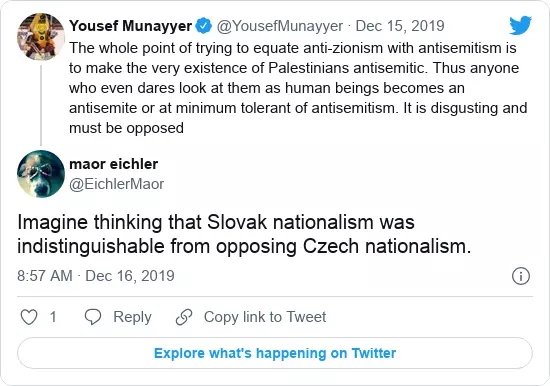 Yousef Munayyer @YousefMunayyer · Dec 15, 2019
The whole point of trying to equate anti-zionism with antisemitism is
to make the very existence of Palestinians antisemitic. Thus anyone
who even dares look at them as human beings becomes an
antisemite or at minimum tolerant of antisemitism. It is disgusting and
must be opposed
maor eichler
@EichlerMaor
Imagine thinking that Slovak nationalism was
indistinguishable from opposing Czech nationalism.
8:57 AM · Dec 16, 2019
1 Reply Copy link to Tweet
Explore what's happening on Twitter